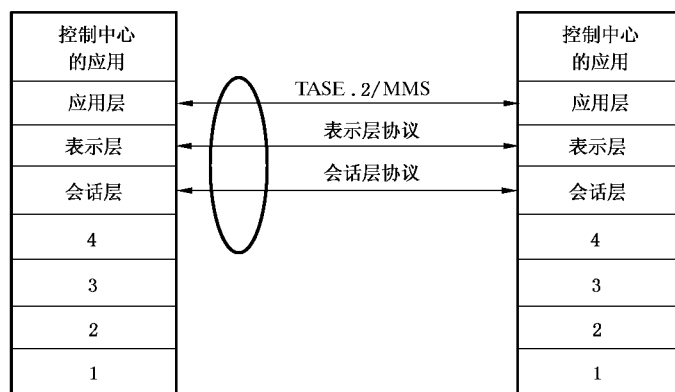 控制中心
的应用
应用层
表示层
会话层
4
3
2
1
TASE.2/MMS
表示层协议
会话层协议
控制中心
的应用
应用层
表示层
会话层
4
3
2
1